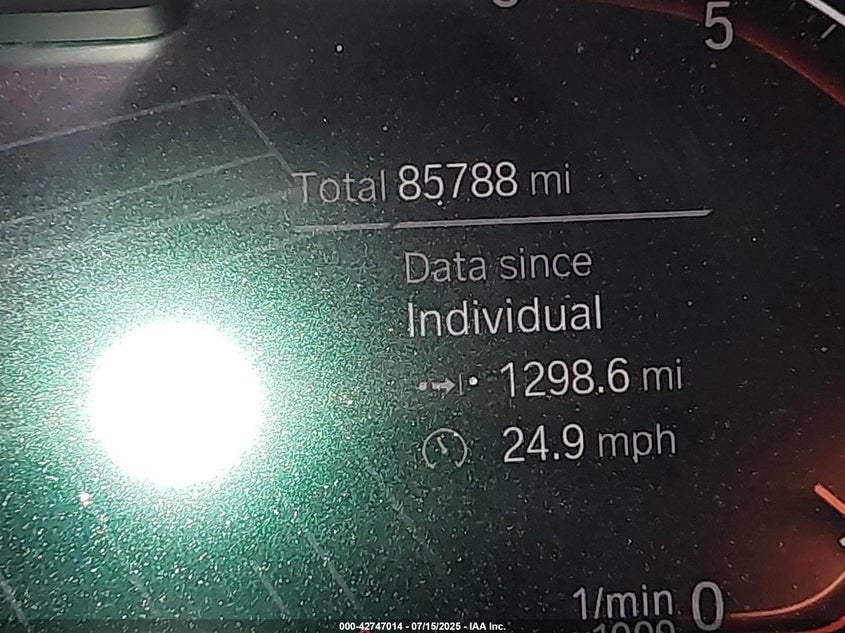 5
Total 85788 mi
Data since
Individual
1298.6 mi
24.9 mph
1/min 0
1000
000-42747014 - 07/15/2025 - IAA Inc.